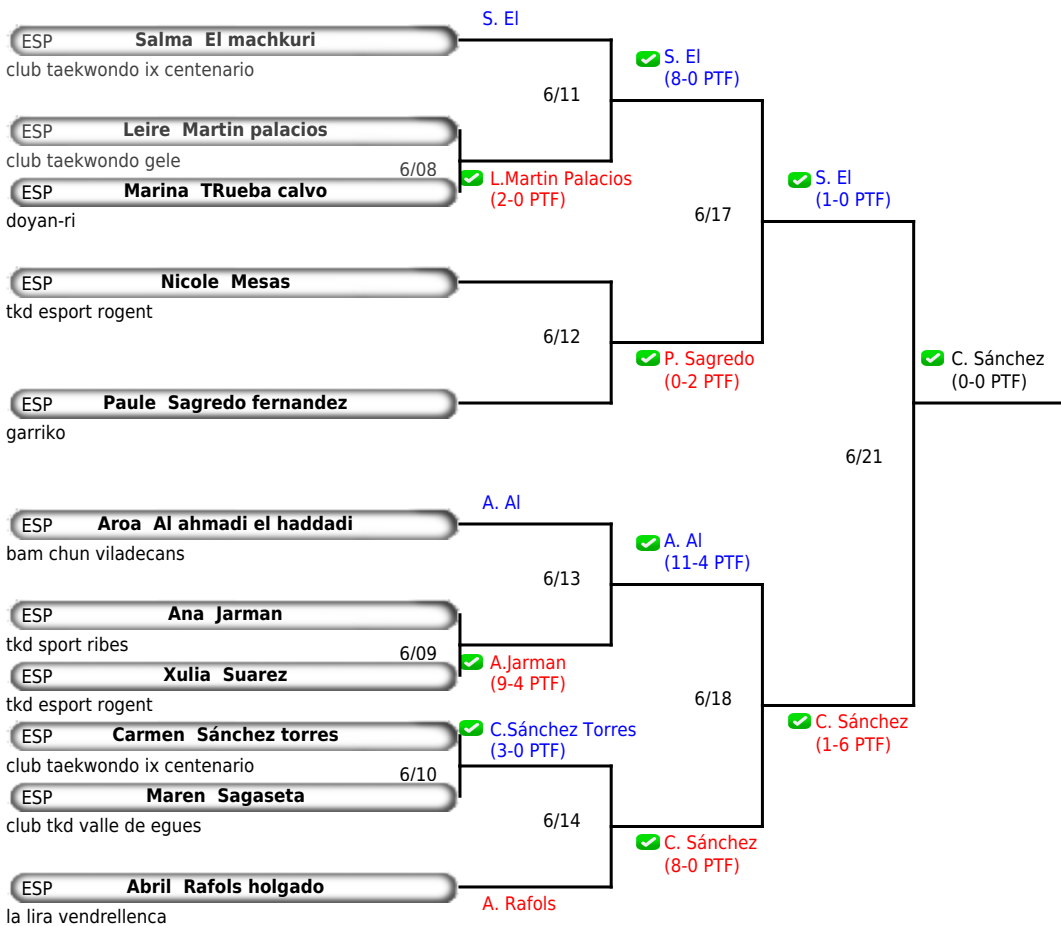 S. El
ESP Salma El machkuri
club taekwondo ix centenario
S. El
(8-0 PTF)
6/11
ESP Leire Martin palacios
club taekwondo gele
6/08
L.Martin Palacios
(2-0 PTF)
ESP Marina TRueba calvo
doyan-ri
S. El
(1-0 PTF)
6/17
ESP Nicole Mesas
tkd esport rogent
6/12
P. Sagredo
(0-2 PTF)
C. Sánchez
(0-0 PTF)
ESP Paule Sagredo fernandez
garriko
6/21
A. Al
ESP Aroa Al ahmadi el haddadi
bam chun viladecans
A. Al
(11-4 PTF)
6/13
ESP Ana Jarman
tkd sport ribes
6/09
A.Jarman
(9-4 PTF)
ESP Xulia Suarez
tkd esport rogent
6/18
C. Sánchez
(1-6 PTF)
ESP Carmen Sánchez torres
club taekwondo ix centenario
C.Sánchez Torres
(3-0 PTF)
6/10
ESP Maren Sagaseta
club tkd valle de egues
6/14
C. Sánchez
(8-0 PTF)
ESP Abril Rafols holgado
la lira vendrellenca
A. Rafols